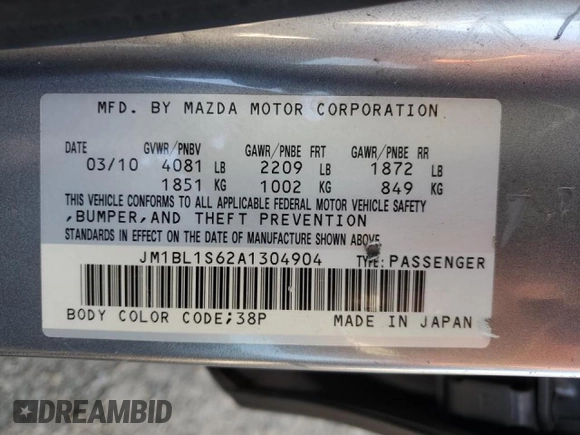 MFD. BY MAZDA MOTOR CORPORATION
DATE GVWR/PNBV GAWR/PNBE FRT GAWR/PNBE RR
03/10 4081 LB 2209 LB 1872 LB
1851 KG 1002 KG 849 KG
THIS VEHICLE CONFORMS TO ALL APPLICABLE FEDERAL MOTOR VEHICLE SAFETY
,BUMPER,AND THEFT PREVENTION
STANDARDS IN EFFECT ON THE DATE OF MANUFACTURE SHOWN ABOVE
JM1BL1S62A1304904 TYPE:PASSENGER
BODY COLOR CODE;38P MADE IN JAPAN
DREAMBID